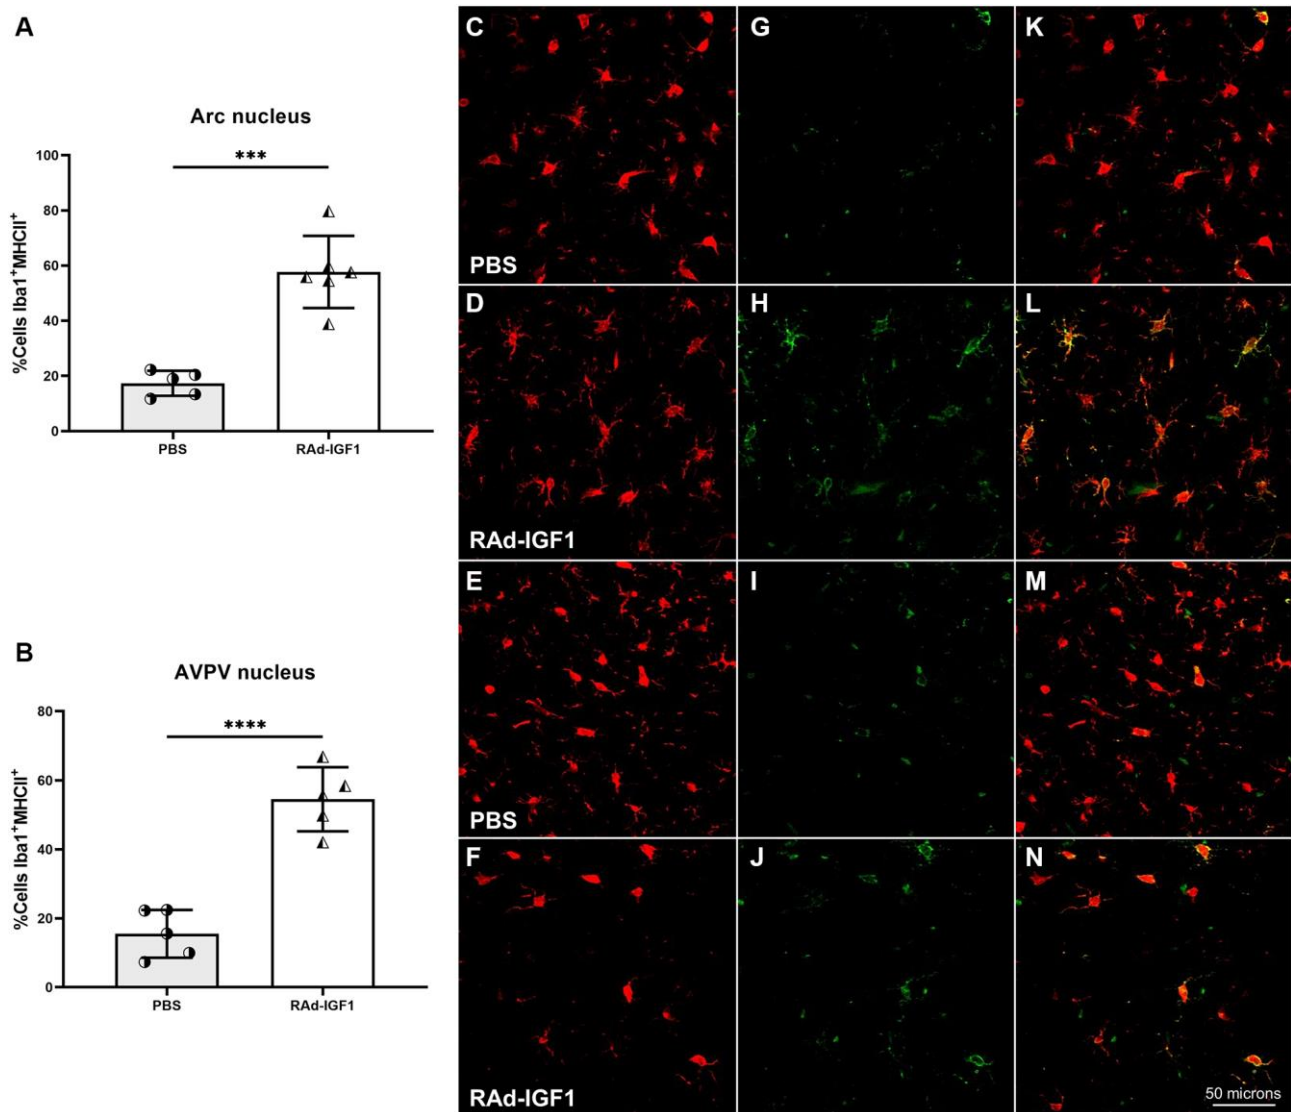 A
Arc nucleus
***
100
80
60
40
20
0
%Cells Iba1⁺MHCII⁺
PBS
RAd-IGF1
B
AVPV nucleus
****
80
60
40
20
0
%Cells Iba1⁺MHCII⁺
PBS
RAd-IGF1
C
G
K
PBS
D
H
L
RAd-IGF1
E
I
M
PBS
F
J
N
RAd-IGF1
50 microns